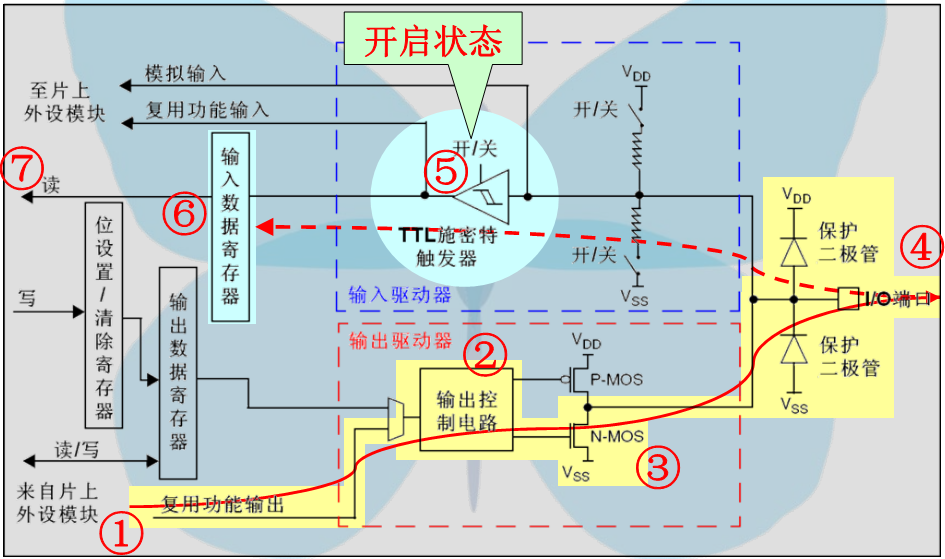 开启状态
模拟输入
至片上
外设模块
复用功能输入
开/关
VDD
开/关
⑤
⑦
读
⑥
输入数据寄存器
TTL施密特
触发器
开/关
VSS
输入驱动器
VDD
保护
二极管
④
I/O端口
保护
二极管
VSS
位设置/清除寄存器
写
输出数据寄存器
输出驱动器
②
VDD
P-MOS
输出控
制电路
N-MOS
VSS
③
读/写
来自片上
外设模块
复用功能输出
①